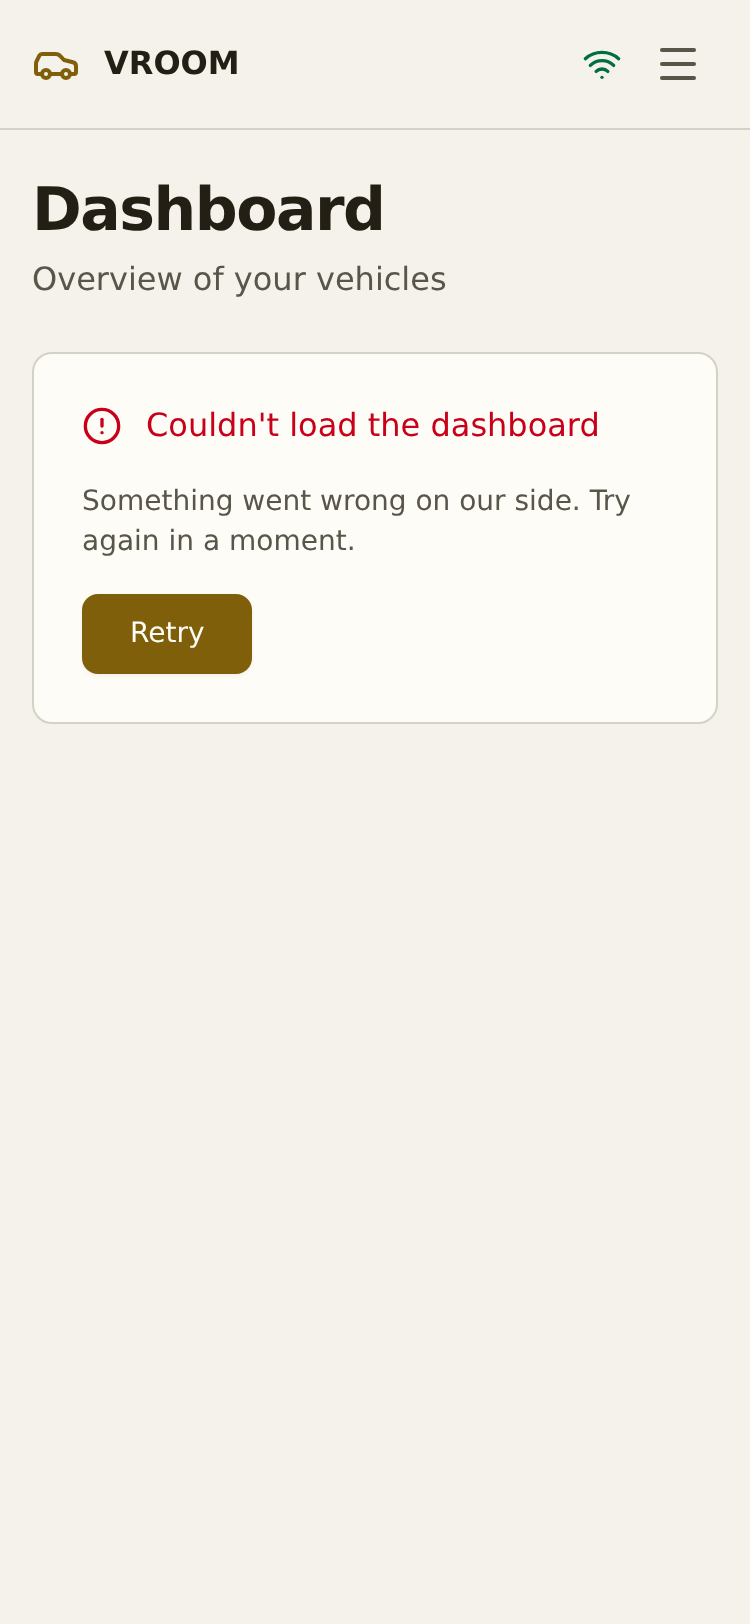 VROOM
Dashboard
Overview of your vehicles
Couldn't load the dashboard
Something went wrong on our side. Try
again in a moment.
Retry